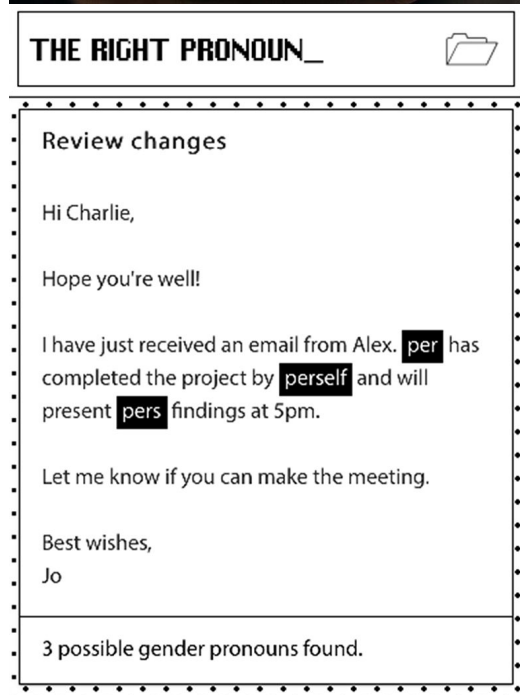 THE RIGHT PRONOUN_
Review changes
Hi Charlie,
Hope you're well!
I have just received an email from Alex. per has
completed the project by perself and will
present pers findings at 5pm.
Let me know if you can make the meeting.
Best wishes,
Jo
3 possible gender pronouns found.